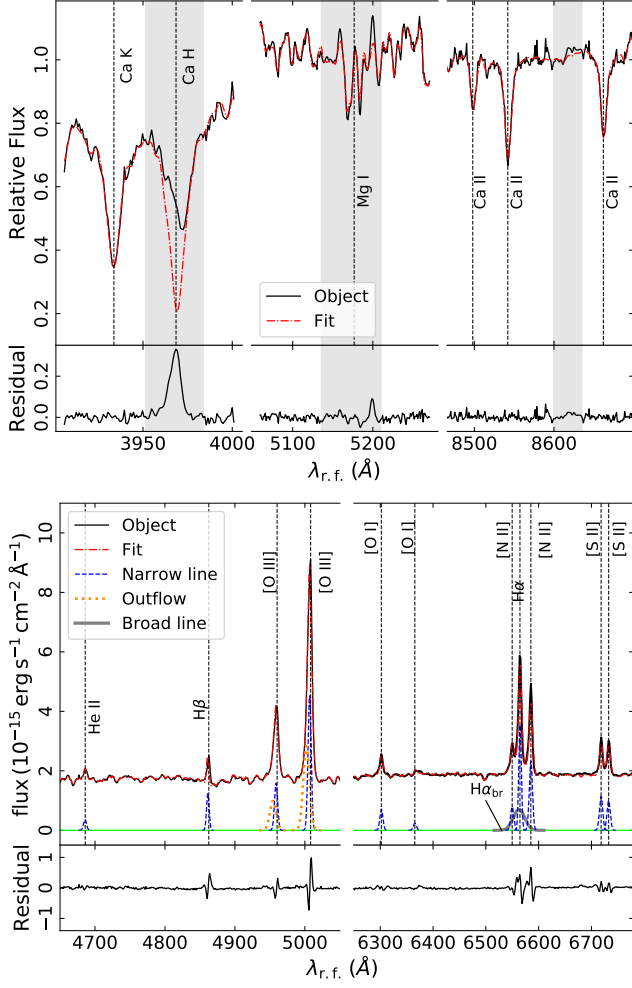 Relative Flux
1.0
0.8
0.6
0.4
0.2
Ca K
Ca H
Mg I
Ca II
Ca II
Ca II
Object
Fit
Residual
0.2
0.0
3950
4000
5100
5200
8500
8600
λr.f. (Å)
flux (10⁻¹⁵ erg s⁻¹ cm⁻² Å⁻¹)
10
8
6
4
2
0
Object
Fit
Narrow line
Outflow
Broad line
He II
Hβ
[O III]
[O III]
[O I]
[O I]
[N II]
Hα
[N II]
[S II]
[S II]
Hαbr
Residual
1
0
−1
4700
4800
4900
5000
6300
6400
6500
6600
6700
λr.f. (Å)